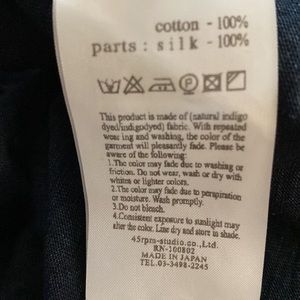 cotton - 100%
parts : silk - 100%
This product is made of (natural indigo
dyed/indigodyed) fabric. With repeated
wearing and washing, the color of the
garment will pleasantly fade. Please
be aware of the following:
1.The color may fade due to washing or
friction. Do not wear, wash or dry with
whites or lighter colors.
2.The color may fade due to perspiration
or moisture. Wash promptly.
3.Do not bleach.
4.Consistent exposure to sunlight may
alter the color. Line dry and store in shade.
45rpm-studio.co.,Ltd.
RN-100802
MADE IN JAPAN
TEL.03-3498-2245